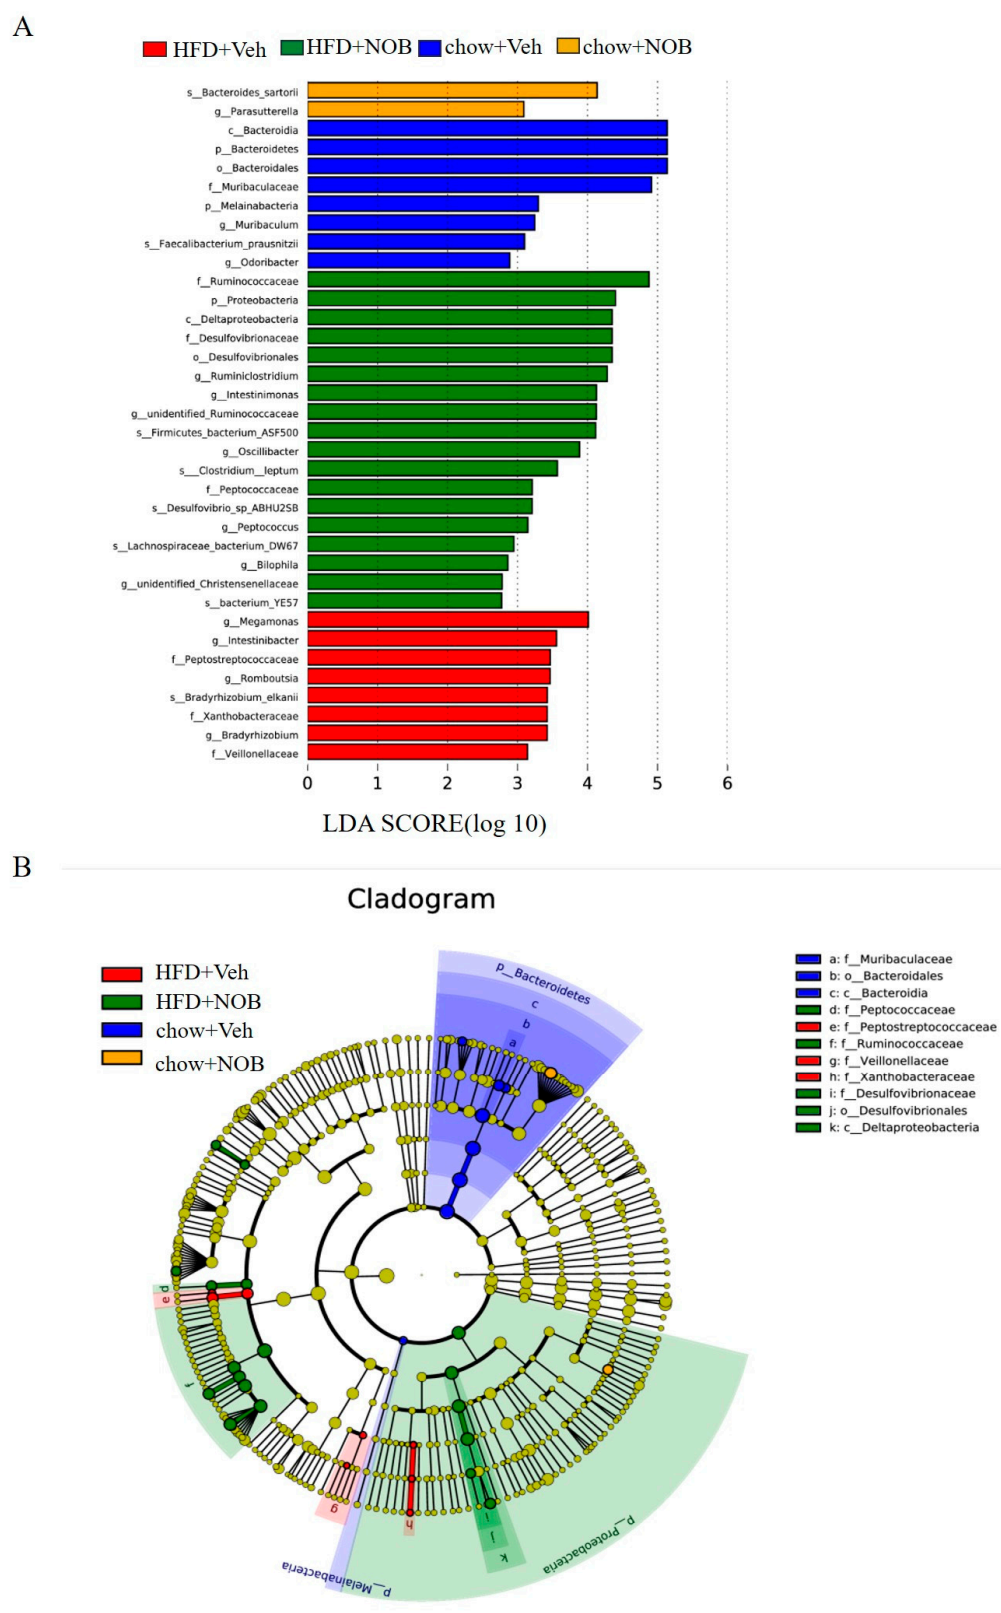 A
HFD+Veh HFD+NOB chow+Veh chow+NOB
s__Bacteroides_sartorii
g__Parasutterella
c__Bacteroidia
p__Bacteroidetes
o__Bacteroidales
f__Muribaculaceae
p__Melainabacteria
g__Muribaculum
s__Faecalibacterium_prausnitzii
g__Odoribacter
f__Ruminococcaceae
p__Proteobacteria
c__Deltaproteobacteria
f__Desulfovibrionaceae
o__Desulfovibrionales
g__Ruminiclostridium
g__Intestinimonas
g__unidentified_Ruminococcaceae
s__Firmicutes_bacterium_ASF500
g__Oscillibacter
s___Clostridium__leptum
f__Peptococcaceae
s__Desulfovibrio_sp_ABHU2SB
g__Peptococcus
s__Lachnospiraceae_bacterium_DW67
g__Bilophila
g__unidentified_Christensenellaceae
s__bacterium_YE57
g__Megamonas
g__Intestinibacter
f__Peptostreptococcaceae
g__Romboutsia
s__Bradyrhizobium_elkanii
f__Xanthobacteraceae
g__Bradyrhizobium
f__Veillonellaceae
0 1 2 3 4 5 6
LDA SCORE(log 10)
B
Cladogram
HFD+Veh
HFD+NOB
chow+Veh
chow+NOB
p__Bacteroidetes
c
b
a
d
e
f
g
h
i
j
k
p__Melainabacteria
p__Proteobacteria
a: f__Muribaculaceae
b: o__Bacteroidales
c: c__Bacteroidia
d: f__Peptococcaceae
e: f__Peptostreptococcaceae
f: f__Ruminococcaceae
g: f__Veillonellaceae
h: f__Xanthobacteraceae
i: f__Desulfovibrionaceae
j: o__Desulfovibrionales
k: c__Deltaproteobacteria